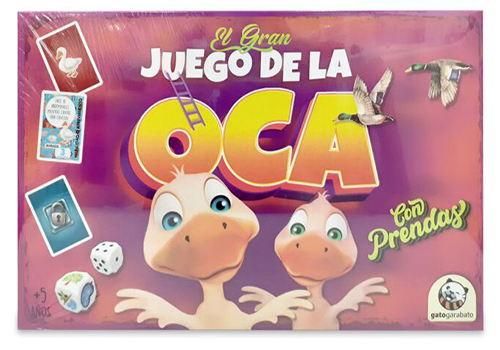 El Gran
JUEGO DE LA
OCA
Con
Prendas
+5
AÑOS
gatogarabato